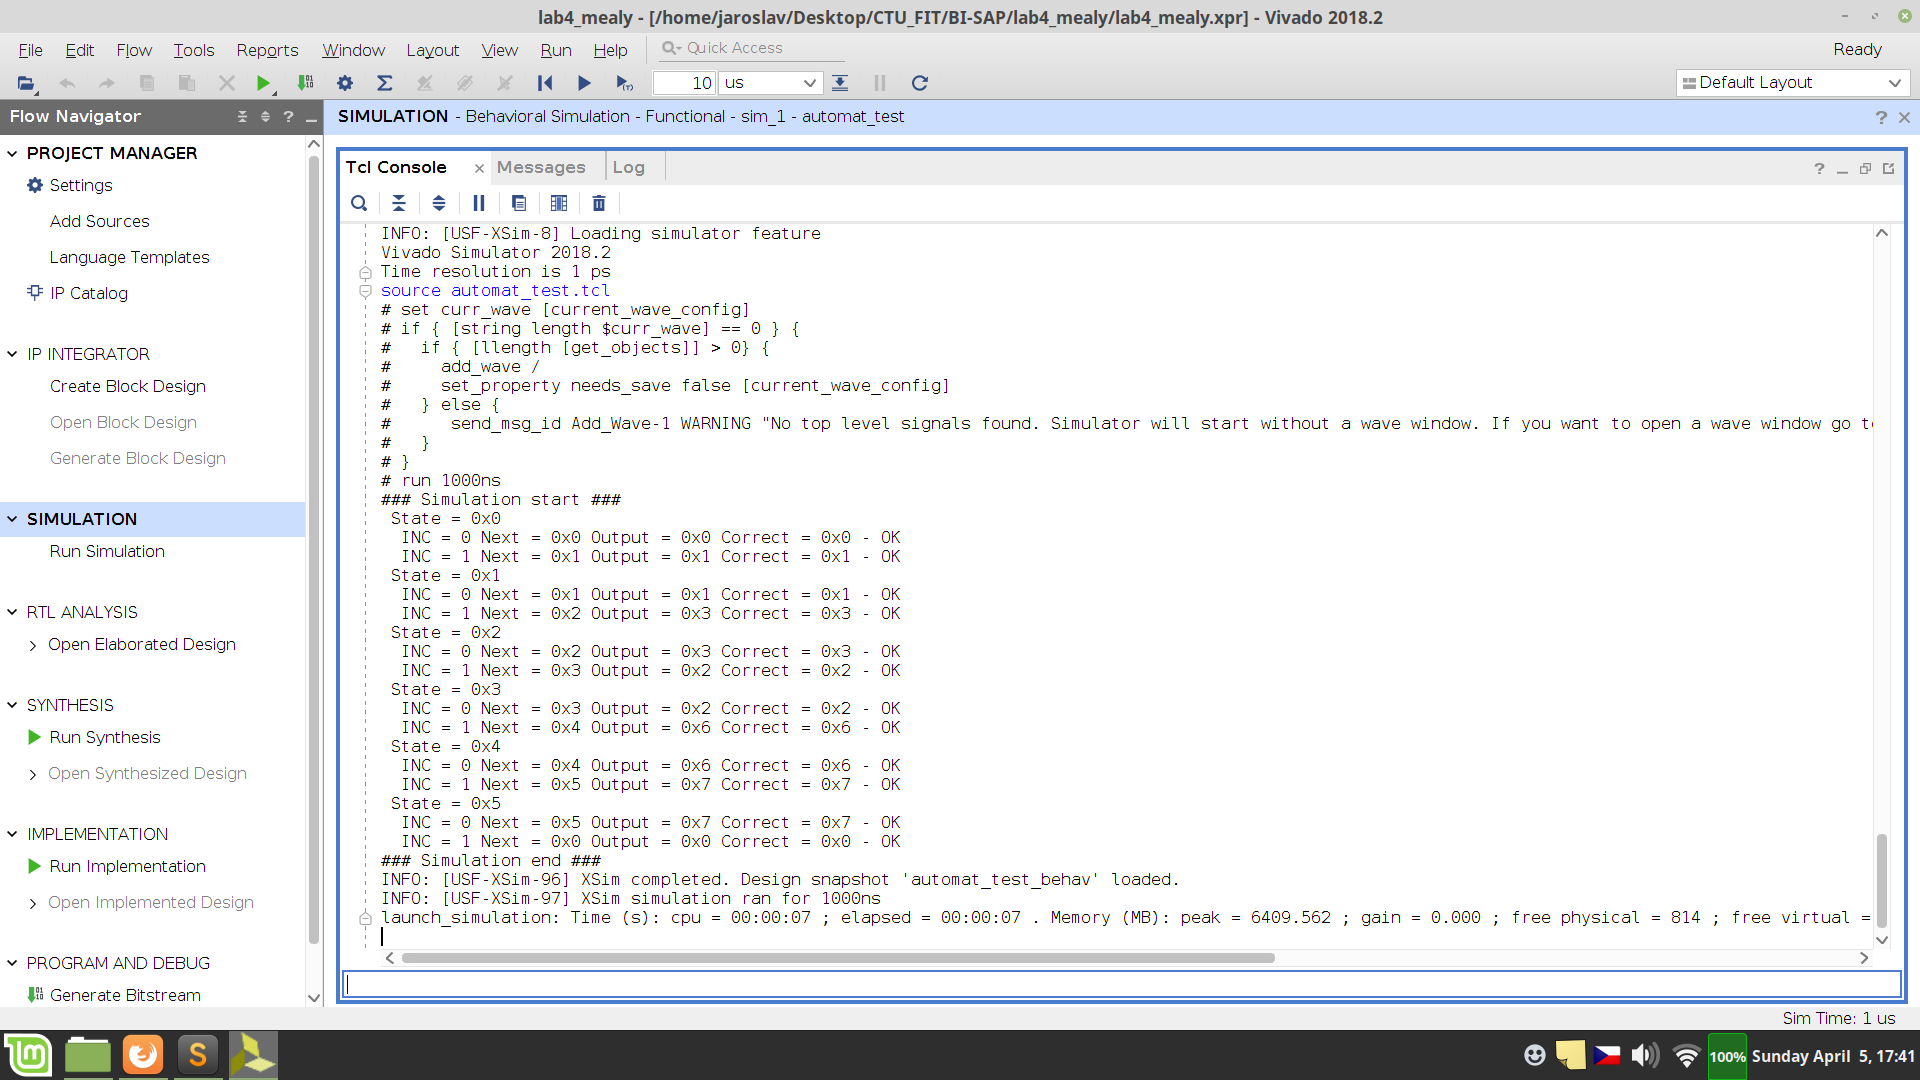 lab4_mealy - [/home/jaroslav/Desktop/CTU_FIT/BI-SAP/lab4_mealy/lab4_mealy.xpr] - Vivado 2018.2
File Edit Flow Tools Reports Window Layout View Run Help Quick Access Ready
10 us Default Layout
Flow Navigator
SIMULATION - Behavioral Simulation - Functional - sim_1 - automat_test
PROJECT MANAGER
Settings
Add Sources
Language Templates
IP Catalog
IP INTEGRATOR
Create Block Design
Open Block Design
Generate Block Design
SIMULATION
Run Simulation
RTL ANALYSIS
Open Elaborated Design
SYNTHESIS
Run Synthesis
Open Synthesized Design
IMPLEMENTATION
Run Implementation
Open Implemented Design
PROGRAM AND DEBUG
Generate Bitstream
Tcl Console Messages Log
INFO: [USF-XSim-8] Loading simulator feature
Vivado Simulator 2018.2
Time resolution is 1 ps
source automat_test.tcl
# set curr_wave [current_wave_config]
# if { [string length $curr_wave] == 0 } {
#   if { [llength [get_objects]] > 0} {
#     add_wave /
#     set_property needs_save false [current_wave_config]
#   } else {
#      send_msg_id Add_Wave-1 WARNING "No top level signals found. Simulator will start without a wave window. If you want to open a wave window go t
#   }
# }
# run 1000ns
### Simulation start ###
State = 0x0
INC = 0 Next = 0x0 Output = 0x0 Correct = 0x0 - OK
INC = 1 Next = 0x1 Output = 0x1 Correct = 0x1 - OK
State = 0x1
INC = 0 Next = 0x1 Output = 0x1 Correct = 0x1 - OK
INC = 1 Next = 0x2 Output = 0x3 Correct = 0x3 - OK
State = 0x2
INC = 0 Next = 0x2 Output = 0x3 Correct = 0x3 - OK
INC = 1 Next = 0x3 Output = 0x2 Correct = 0x2 - OK
State = 0x3
INC = 0 Next = 0x3 Output = 0x2 Correct = 0x2 - OK
INC = 1 Next = 0x4 Output = 0x6 Correct = 0x6 - OK
State = 0x4
INC = 0 Next = 0x4 Output = 0x6 Correct = 0x6 - OK
INC = 1 Next = 0x5 Output = 0x7 Correct = 0x7 - OK
State = 0x5
INC = 0 Next = 0x5 Output = 0x7 Correct = 0x7 - OK
INC = 1 Next = 0x0 Output = 0x0 Correct = 0x0 - OK
### Simulation end ###
INFO: [USF-XSim-96] XSim completed. Design snapshot 'automat_test_behav' loaded.
INFO: [USF-XSim-97] XSim simulation ran for 1000ns
launch_simulation: Time (s): cpu = 00:00:07 ; elapsed = 00:00:07 . Memory (MB): peak = 6409.562 ; gain = 0.000 ; free physical = 814 ; free virtual =
Sim Time: 1 us
100% Sunday April 5, 17:41